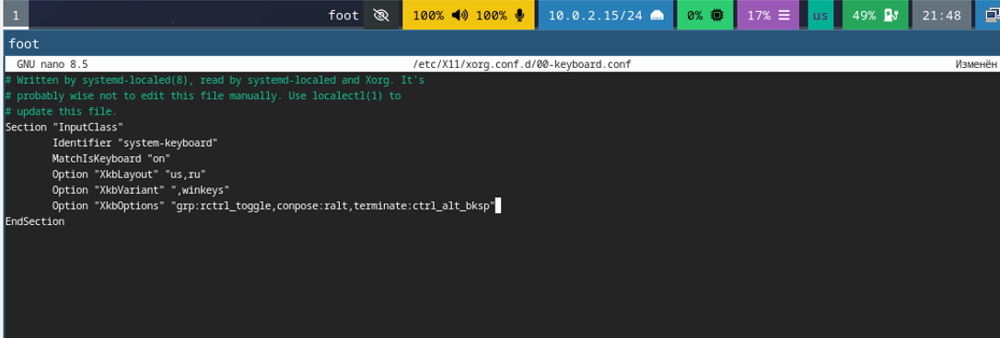 1 foot 100% 100% 10.0.2.15/24 0% 17% us 49% 21:48
foot
GNU nano 8.5 /etc/X11/xorg.conf.d/00-keyboard.conf Изменён
# Written by systemd-localed(8), read by systemd-localed and Xorg. It's
# probably wise not to edit this file manually. Use localectl(1) to
# update this file.
Section "InputClass"
Identifier "system-keyboard"
MatchIsKeyboard "on"
Option "XkbLayout" "us,ru"
Option "XkbVariant" ",winkeys"
Option "XkbOptions" "grp:rctrl_toggle,conpose:ralt,terminate:ctrl_alt_bksp"
EndSection